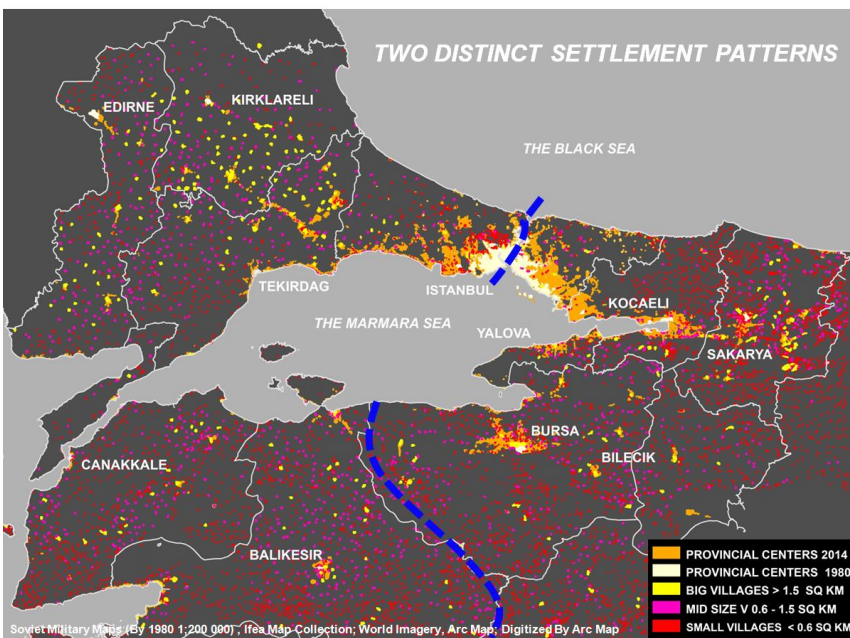 TWO DISTINCT SETTLEMENT PATTERNS
EDIRNE
KIRKLARELI
THE BLACK SEA
TEKIRDAG
ISTANBUL
KOCAELI
THE MARMARA SEA
YALOVA
SAKARYA
BURSA
CANAKKALE
BILECIK
BALIKESIR
PROVINCIAL CENTERS 2014
PROVINCIAL CENTERS 1980
BIG VILLAGES > 1.5 SQ KM
MID SIZE V 0.6 - 1.5 SQ KM
SMALL VILLAGES < 0.6 SQ KM
Soviet Military Maps (By 1980 1;200 000) , Ifea Map Collection; World Imagery, Arc Map; Digitized By Arc Map